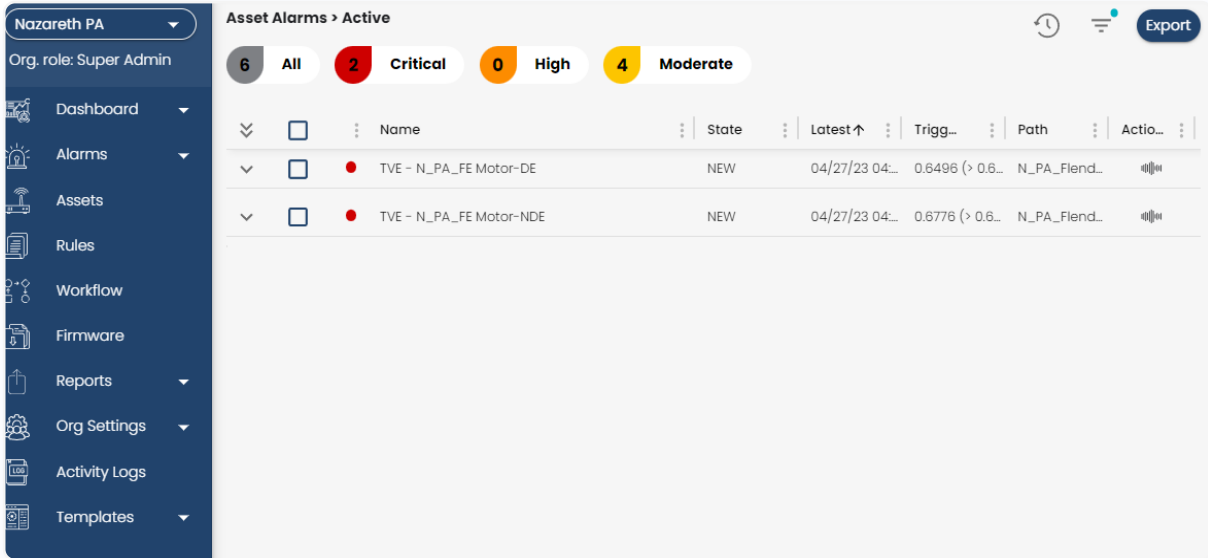 Nazareth PA
Org. role: Super Admin
Dashboard
Alarms
Assets
Rules
Workflow
Firmware
Reports
Org Settings
LOG
Activity Logs
Templates
Asset Alarms > Active
Export
6 All 2 Critical 0 High 4 Moderate
Name State Latest↑ Trigg... Path Actio...
TVE - N_PA_FE Motor-DE NEW 04/27/23 04:... 0.6496 (> 0.6... N_PA_Flend...
TVE - N_PA_FE Motor-NDE NEW 04/27/23 04:... 0.6776 (> 0.6... N_PA_Flend...